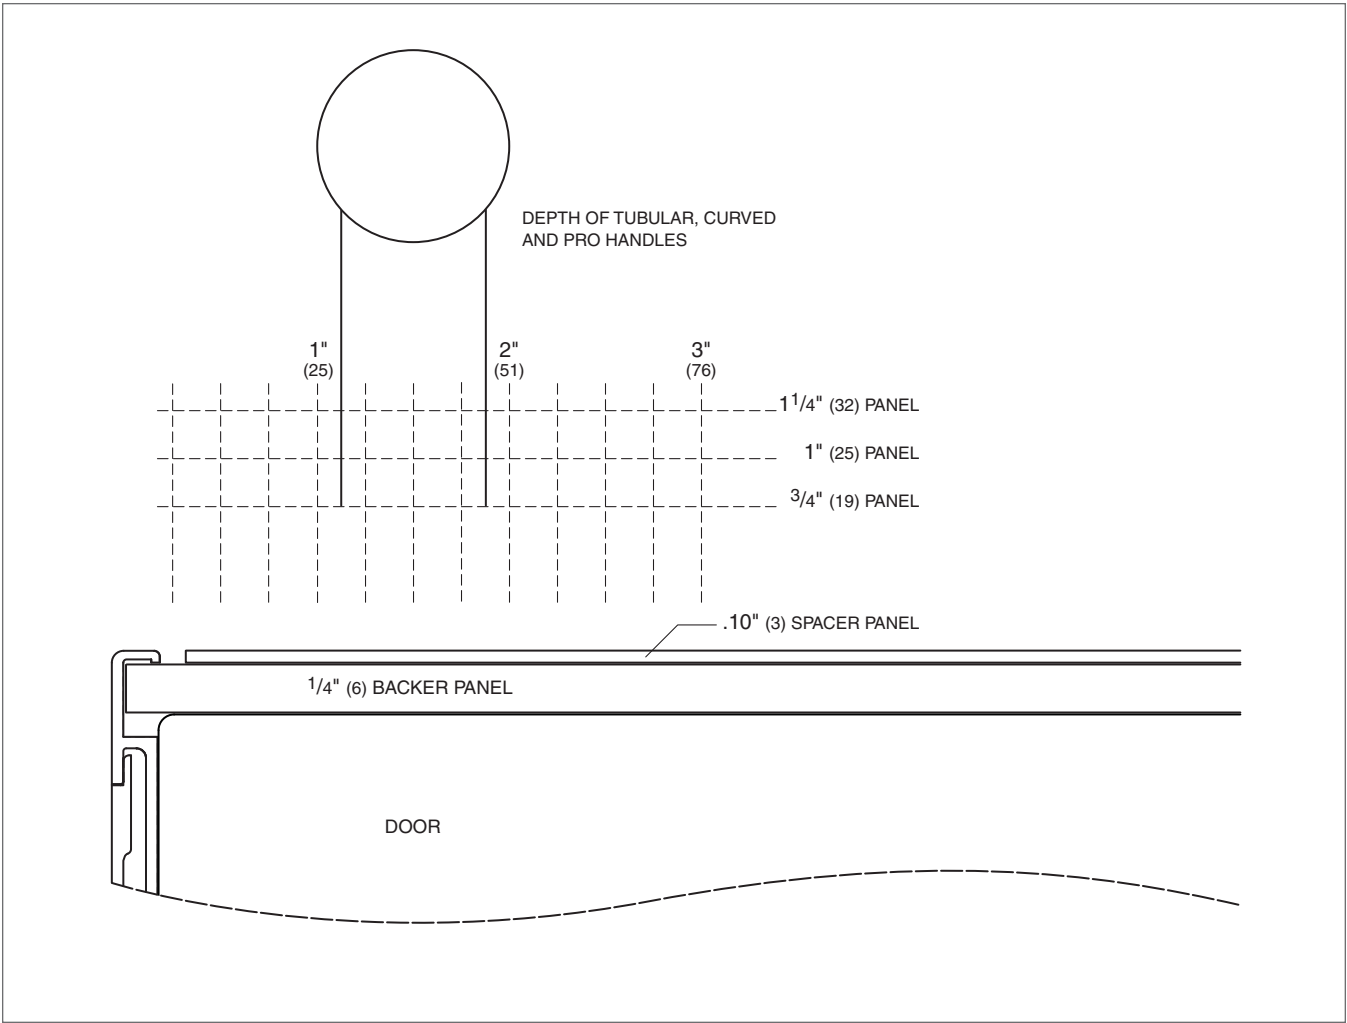 DEPTH OF TUBULAR, CURVED
AND PRO HANDLES
1" 2" 3"
(25) (51) (76)
1 1/4" (32) PANEL
1" (25) PANEL
3/4" (19) PANEL
.10" (3) SPACER PANEL
1/4" (6) BACKER PANEL
DOOR